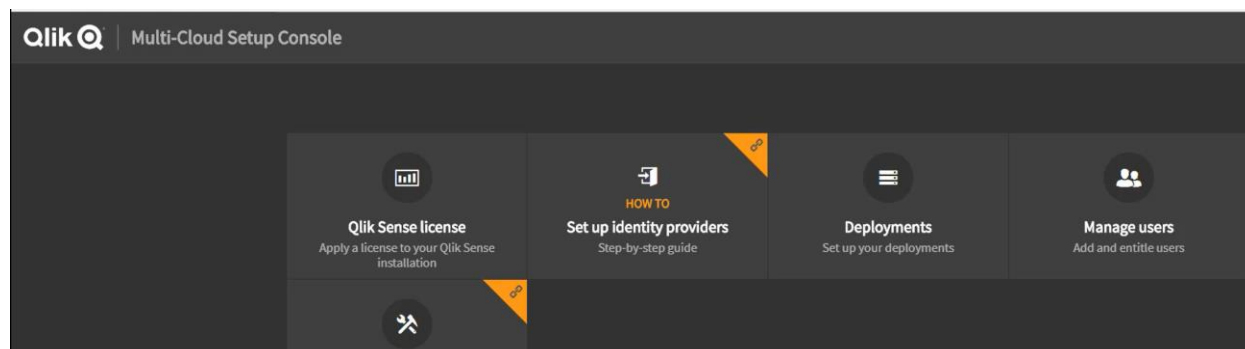 Qlik Multi-Cloud Setup Console
HOW TO
Qlik Sense license
Set up identity providers
Deployments
Manage users
Apply a license to your Qlik Sense
installation
Step-by-step guide
Set up your deployments
Add and entitle users